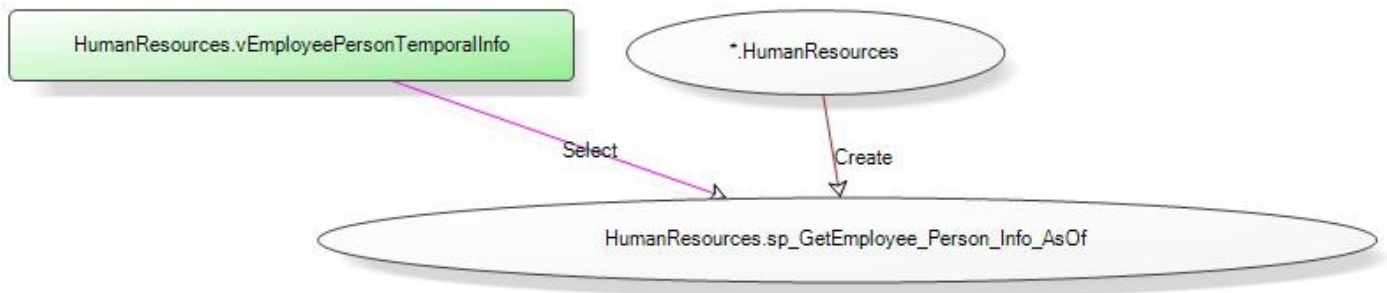 HumanResources.vEmployeePersonTemporalInfo
*.HumanResources
Select
Create
HumanResources.sp_GetEmployee_Person_Info_AsOf